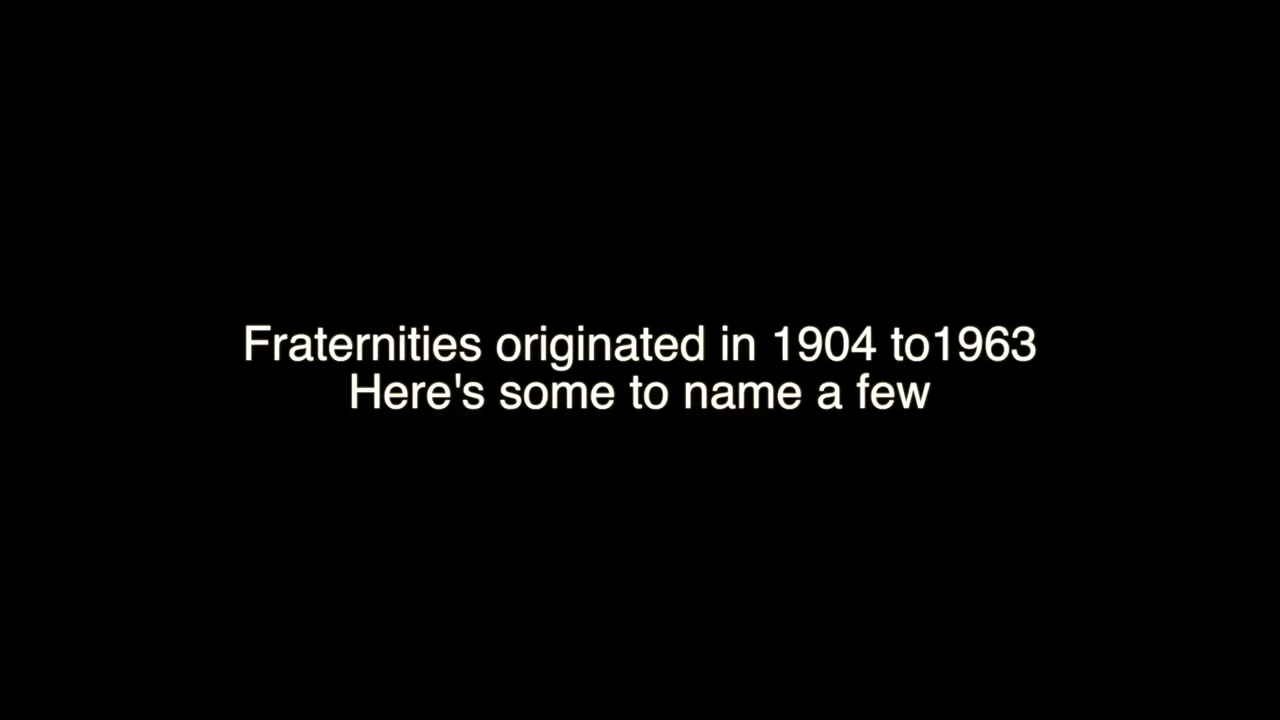 Fraternities originated in 1904 to1963
Here's some to name a few